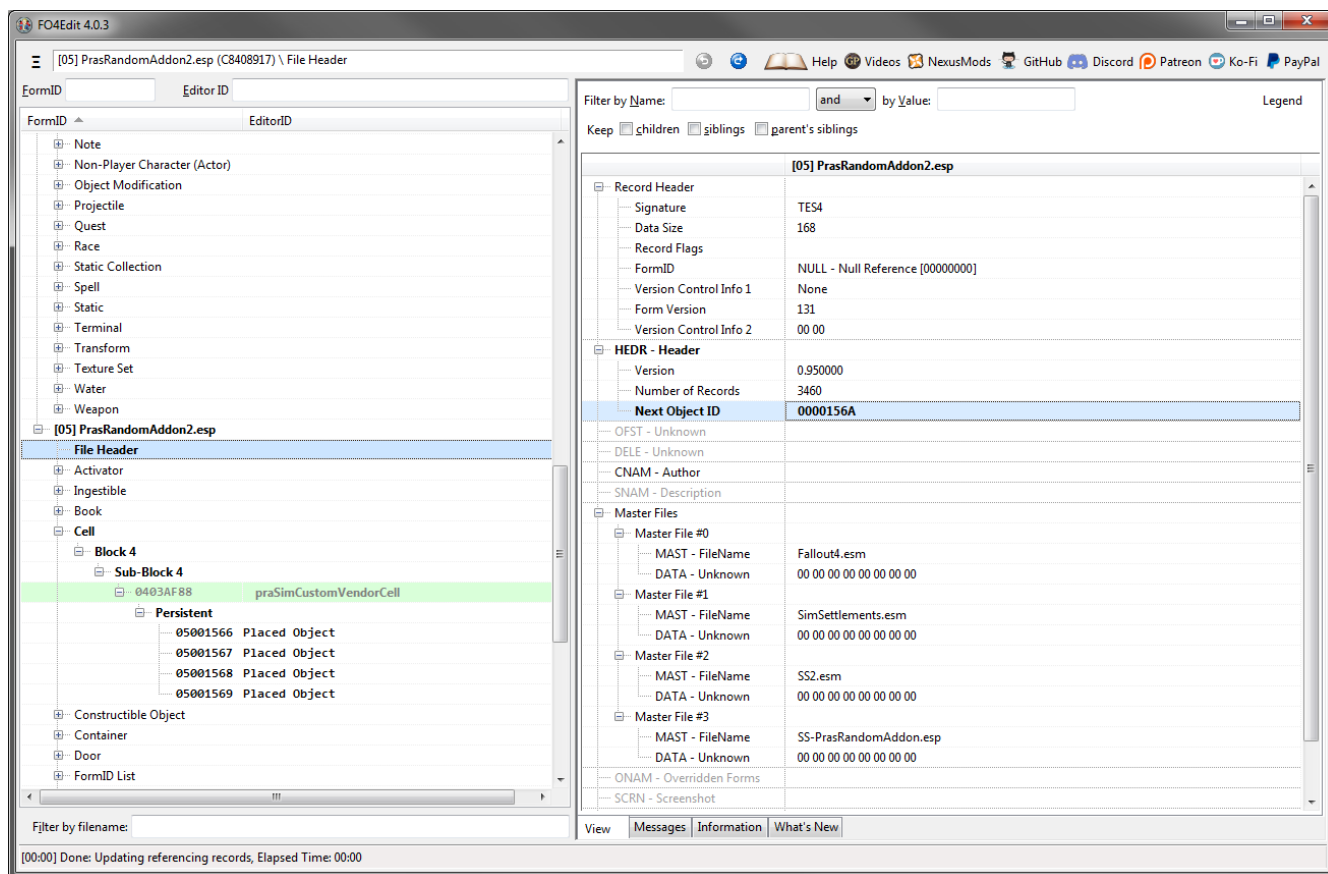 FO4Edit 4.0.3
[05] PrasRandomAddon2.esp (C8408917) \ File Header
Help Videos NexusMods GitHub Discord Patreon Ko-Fi PayPal
FormID Editor ID
FormID EditorID
Note
Non-Player Character (Actor)
Object Modification
Projectile
Quest
Race
Static Collection
Spell
Static
Terminal
Transform
Texture Set
Water
Weapon
[05] PrasRandomAddon2.esp
File Header
Activator
Ingestible
Book
Cell
Block 4
Sub-Block 4
0403AF88 praSimCustomVendorCell
Persistent
05001566 Placed Object
05001567 Placed Object
05001568 Placed Object
05001569 Placed Object
Constructible Object
Container
Door
FormID List
Filter by filename:
[00:00] Done: Updating referencing records, Elapsed Time: 00:00
Filter by Name: and by Value: Legend
Keep children siblings parent's siblings
[05] PrasRandomAddon2.esp
Record Header
Signature TES4
Data Size 168
Record Flags
FormID NULL - Null Reference [00000000]
Version Control Info 1 None
Form Version 131
Version Control Info 2 00 00
HEDR - Header
Version 0.950000
Number of Records 3460
Next Object ID 0000156A
OFST - Unknown
DELE - Unknown
CNAM - Author
SNAM - Description
Master Files
Master File #0
MAST - FileName Fallout4.esm
DATA - Unknown 00 00 00 00 00 00 00 00
Master File #1
MAST - FileName SimSettlements.esm
DATA - Unknown 00 00 00 00 00 00 00 00
Master File #2
MAST - FileName SS2.esm
DATA - Unknown 00 00 00 00 00 00 00 00
Master File #3
MAST - FileName SS-PrasRandomAddon.esp
DATA - Unknown 00 00 00 00 00 00 00 00
ONAM - Overridden Forms
SCRN - Screenshot
View Messages Information What's New